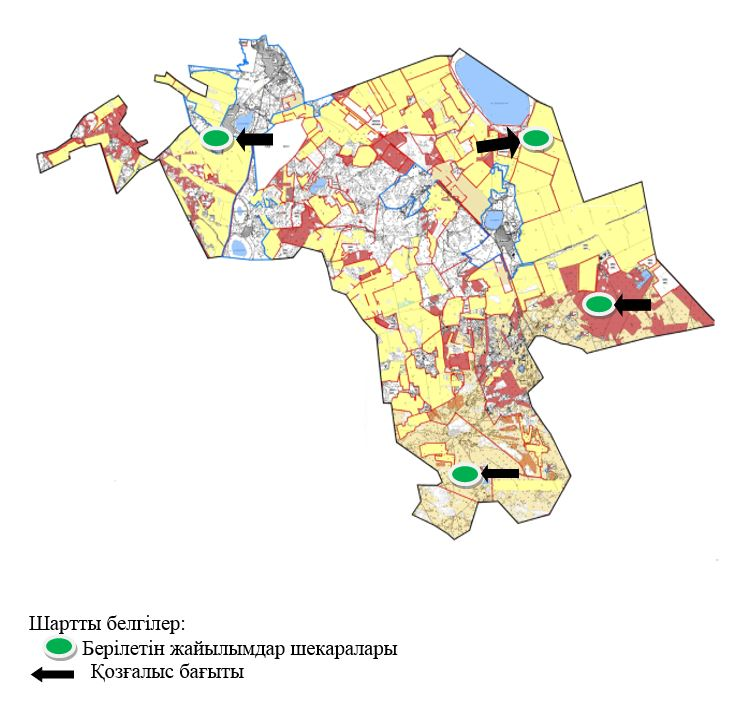 Шартты белгілер:
Берілетін жайылымдар шекаралары
Қозғалыс бағыты